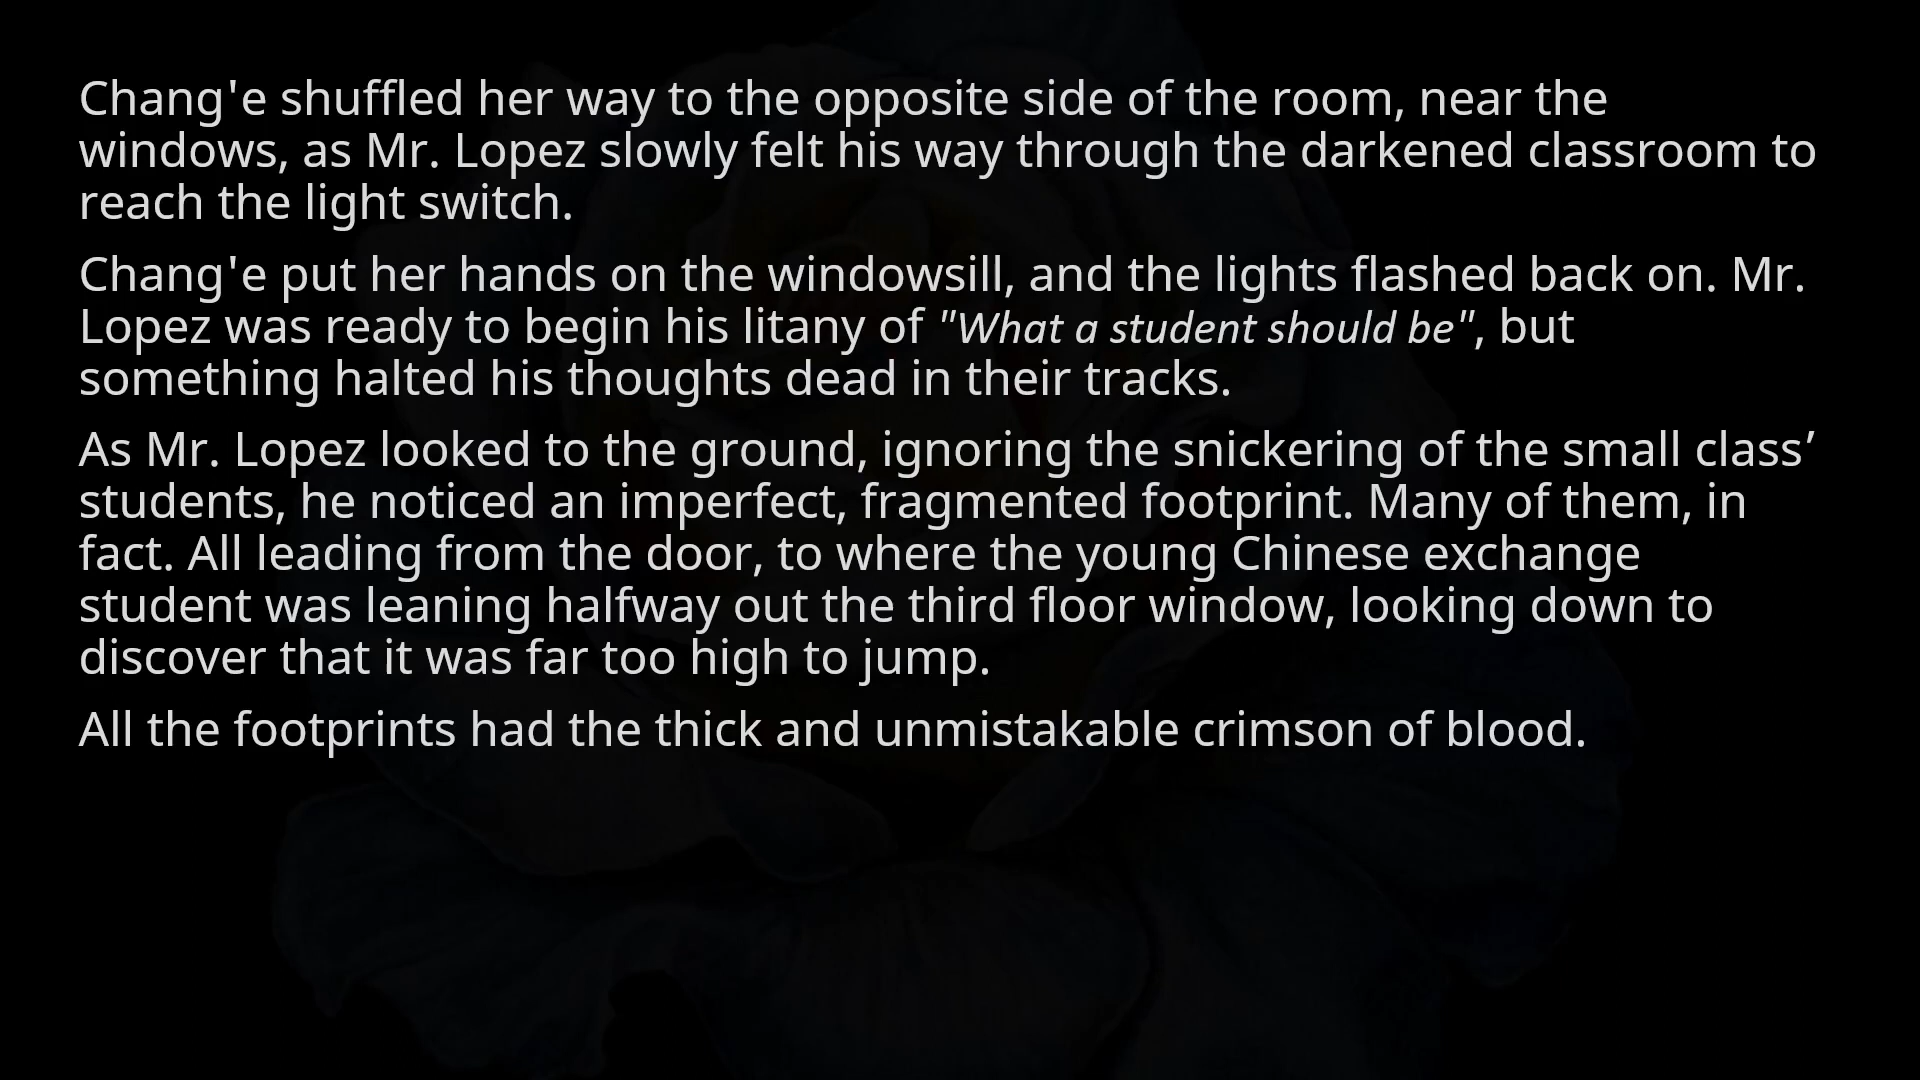 Chang'e shuffled her way to the opposite side of the room, near the
windows, as Mr. Lopez slowly felt his way through the darkened classroom to
reach the light switch.
Chang'e put her hands on the windowsill, and the lights flashed back on. Mr.
Lopez was ready to begin his litany of "What a student should be", but
something halted his thoughts dead in their tracks.
As Mr. Lopez looked to the ground, ignoring the snickering of the small class’
students, he noticed an imperfect, fragmented footprint. Many of them, in
fact. All leading from the door, to where the young Chinese exchange
student was leaning halfway out the third floor window, looking down to
discover that it was far too high to jump.
All the footprints had the thick and unmistakable crimson of blood.